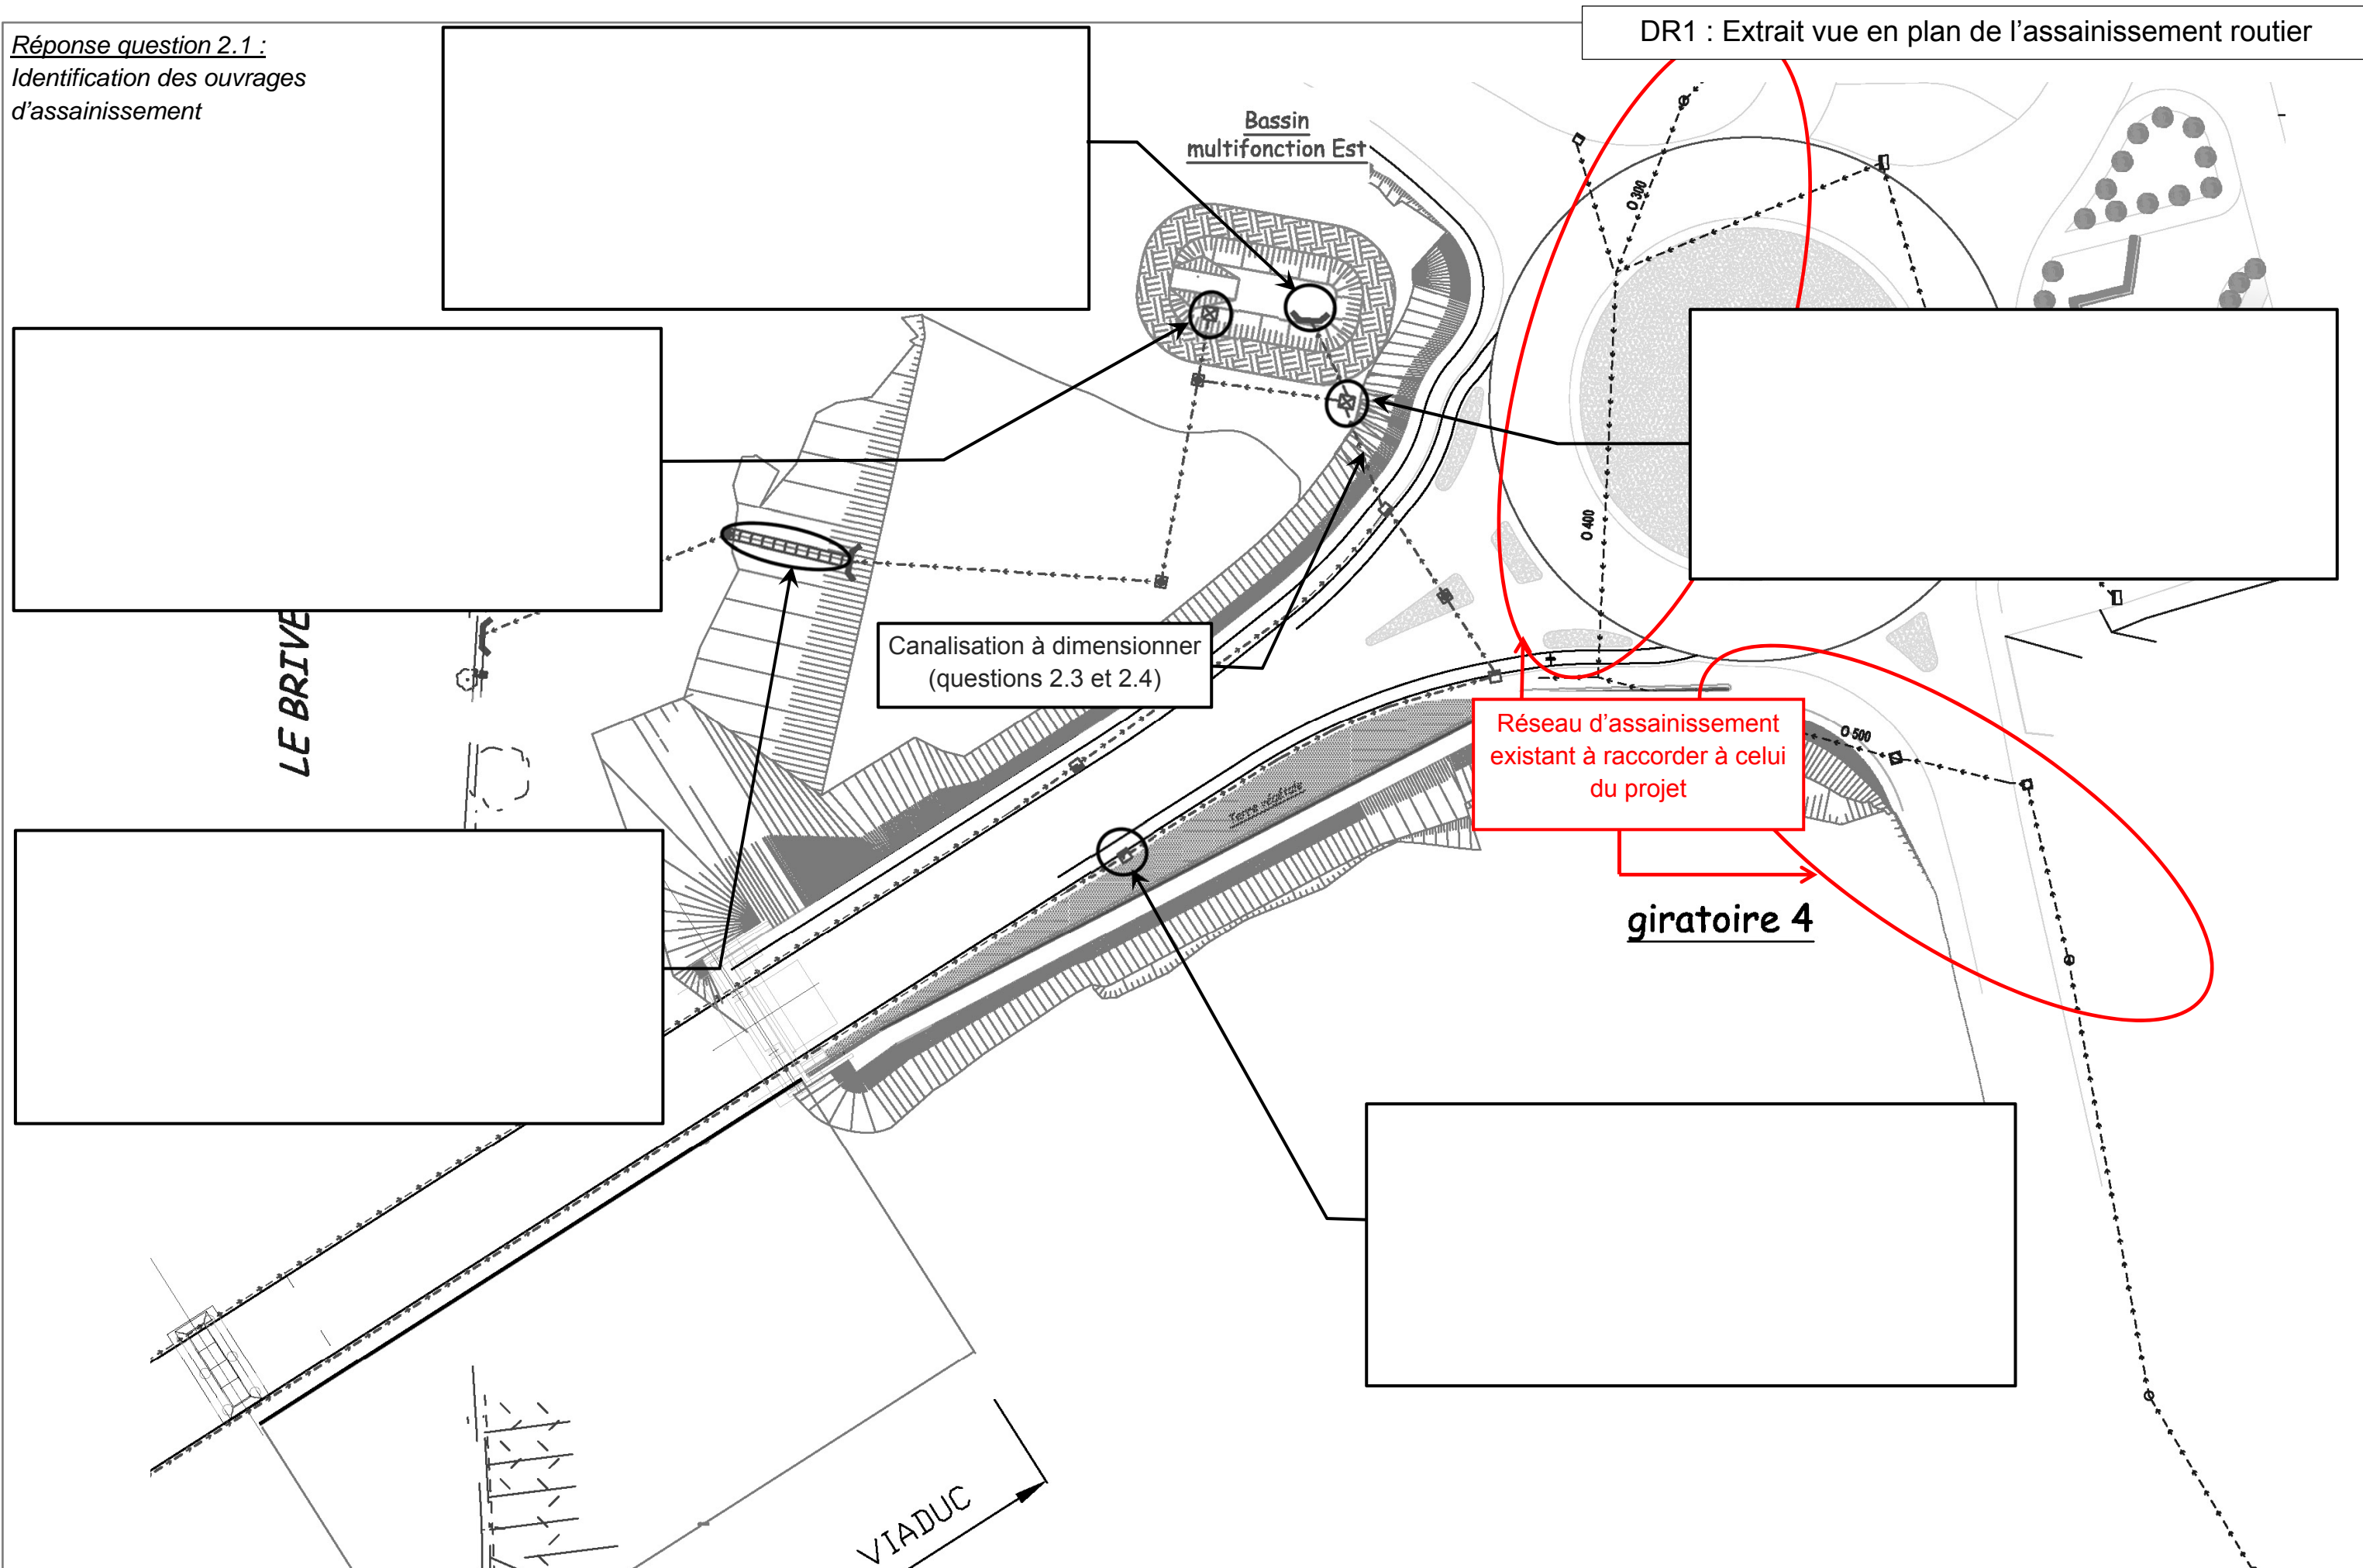 DR1 : Extrait vue en plan de l’assainissement routier
Réponse question 2.1 :
Identification des ouvrages
d’assainissement
Bassin
multifonction Est
O 300
O 400
LE BRIVE
Canalisation à dimensionner
(questions 2.3 et 2.4)
Réseau d’assainissement
existant à raccorder à celui
du projet
O 500
Terre végétale
giratoire 4
VIADUC